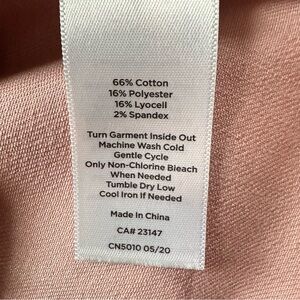 66% Cotton
16% Polyester
16% Lyocell
2% Spandex
Turn Garment Inside Out
Machine Wash Cold
Gentle Cycle
Only Non-Chlorine Bleach
When Needed
Tumble Dry Low
Cool Iron If Needed
Made In China
CA# 23147
CN5010 05/20